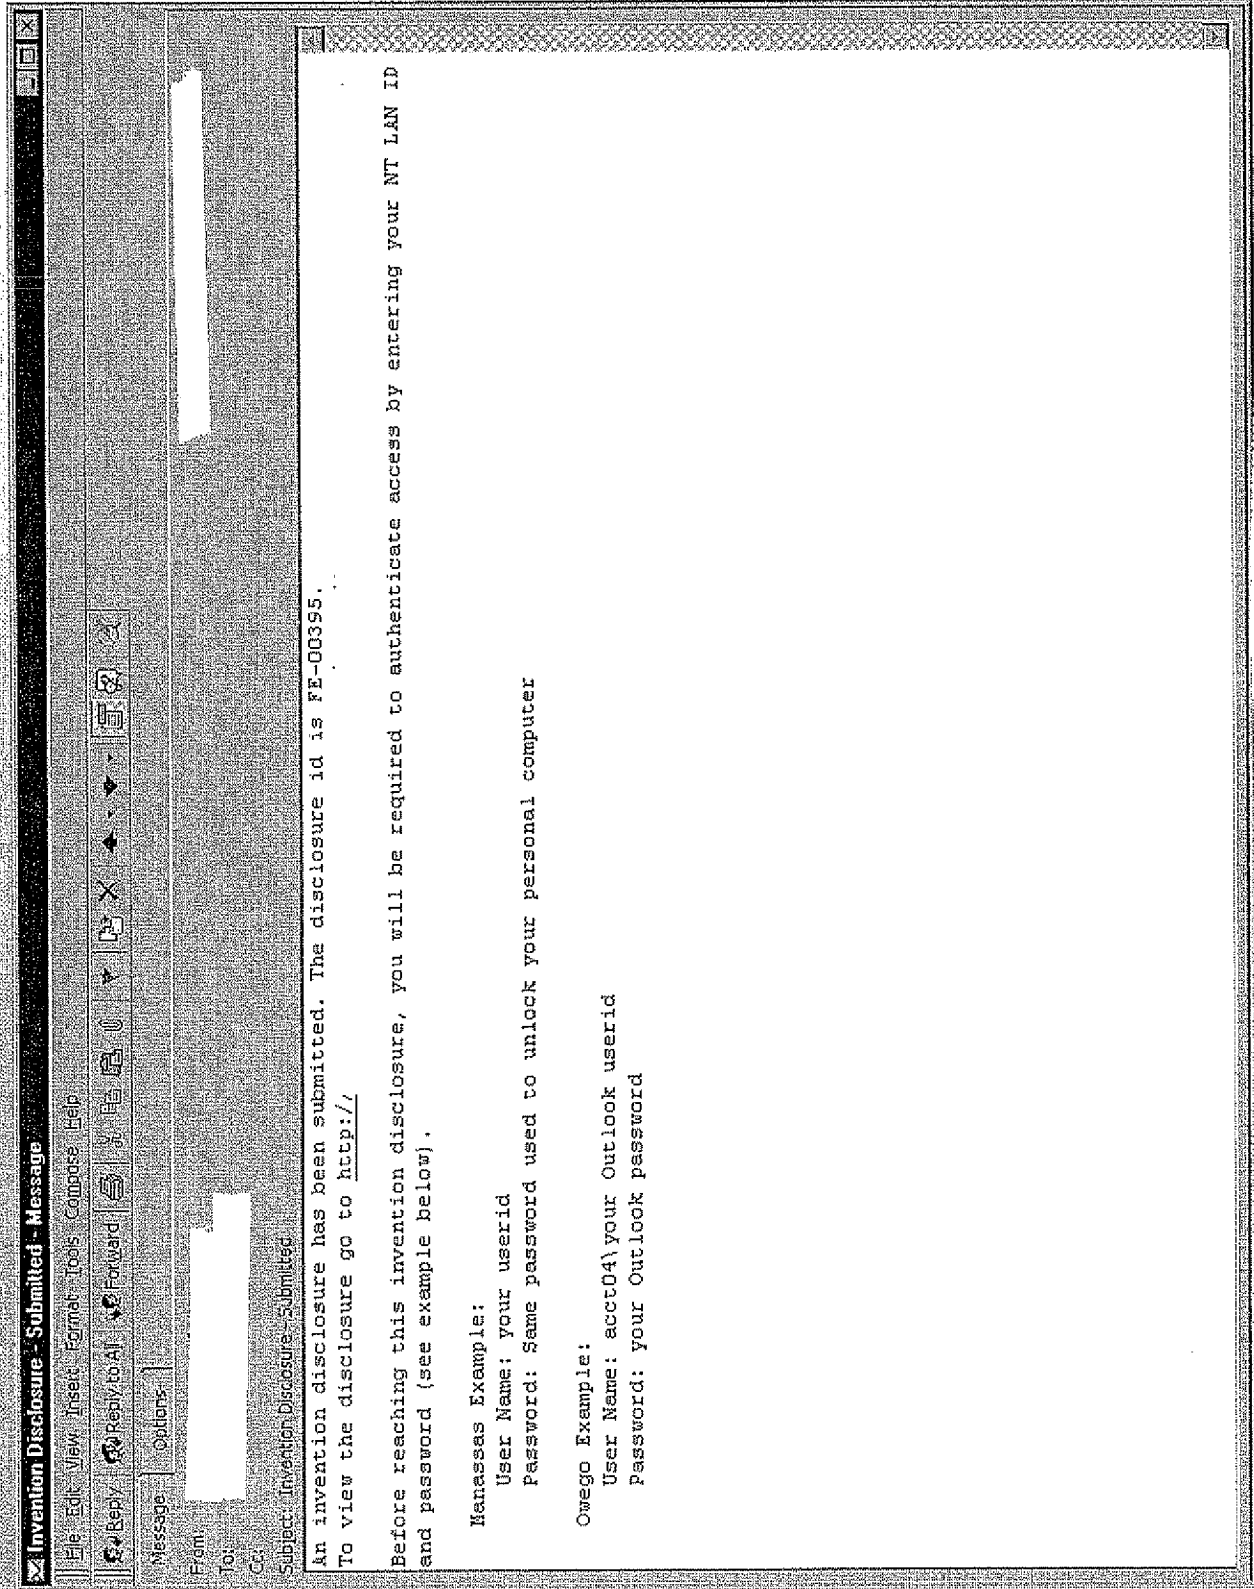 Invention Disclosure - Submitted - Message
File Edit View Insert Format Tools Compose Help
Reply Reply to All Forward
Message Options
From:
To:
Cc:
Subject: Invention Disclosure - Submitted
An invention disclosure has been submitted. The disclosure id is FE-00395.
To view the disclosure go to http://
Before reaching this invention disclosure, you will be required to authenticate access by entering your NT LAN ID
and password (see example below).
Manassas Example:
User Name: your userid
Password: Same password used to unlock your personal computer
Owego Example:
User Name: acct04\your Outlook userid
Password: your Outlook password